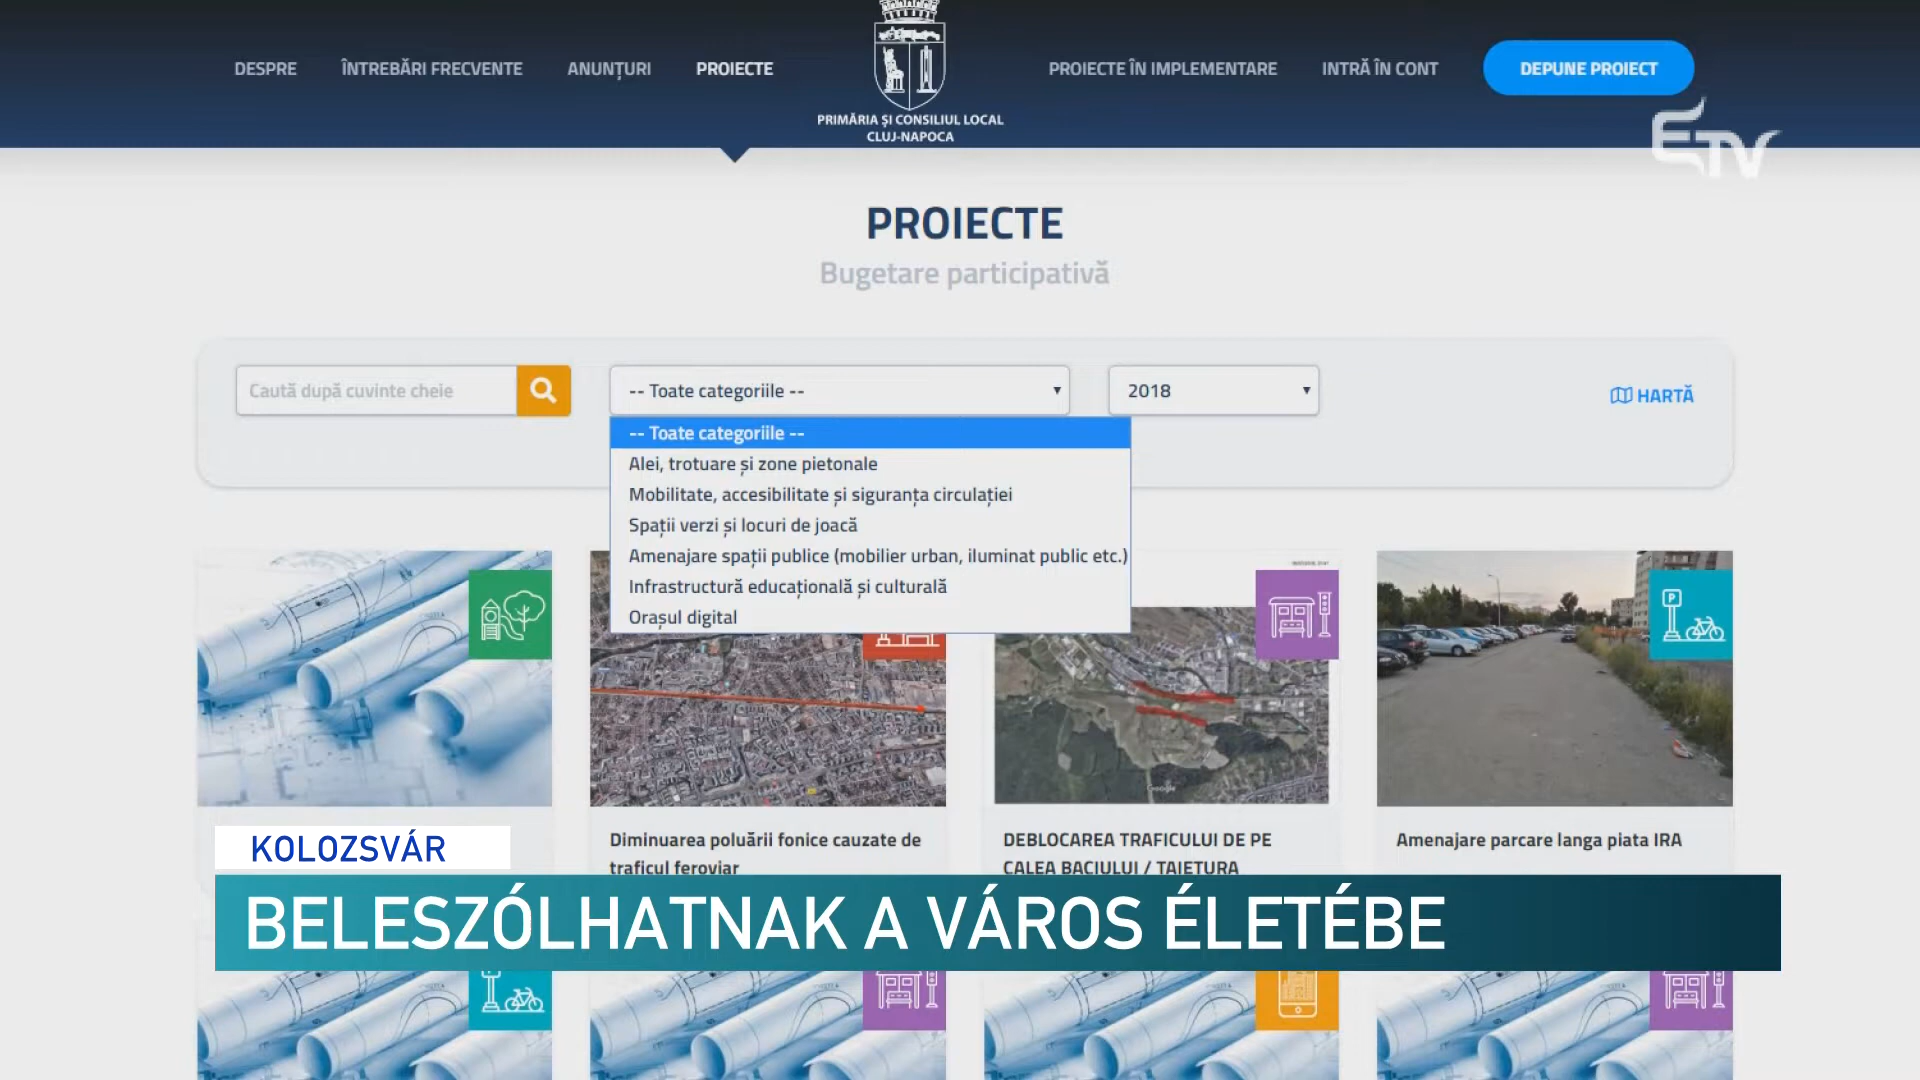 DESPRE
ÎNTREBĂRI FRECVENTE
ANUNȚURI
PROIECTE
PRIMĂRIA ȘI CONSILIUL LOCAL
CLUJ-NAPOCA
PROIECTE ÎN IMPLEMENTARE
INTRĂ ÎN CONT
DEPUNE PROIECT
ETV
PROIECTE
Bugetare participativă
Caută după cuvinte cheie
-- Toate categoriile --
2018
HARTĂ
-- Toate categoriile --
Alei, trotuare și zone pietonale
Mobilitate, accesibilitate și siguranța circulației
Spații verzi și locuri de joacă
Amenajare spații publice (mobilier urban, iluminat public etc.)
Infrastructură educațională și culturală
Orașul digital
P
Google
Diminuarea poluării fonice cauzate de
traficul feroviar
DEBLOCAREA TRAFICULUI DE PE
CALEA BACIULUI / TAIETURA
Amenajare parcare langa piata IRA
KOLOZSVÁR
BELESZÓLHATNAK A VÁROS ÉLETÉBE